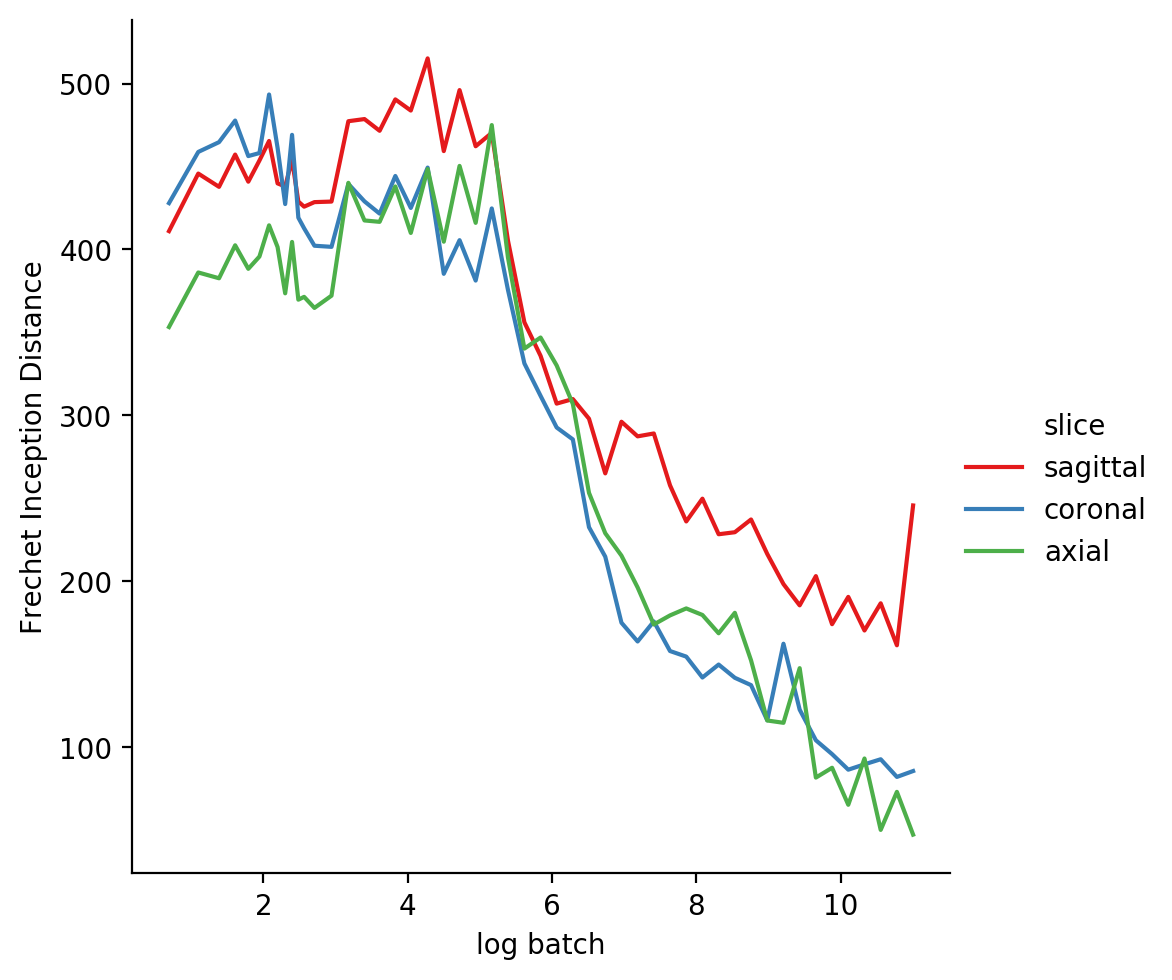 500
400
300
200
100
Frechet Inception Distance
2 4 6 8 10
log batch
slice
sagittal
coronal
axial